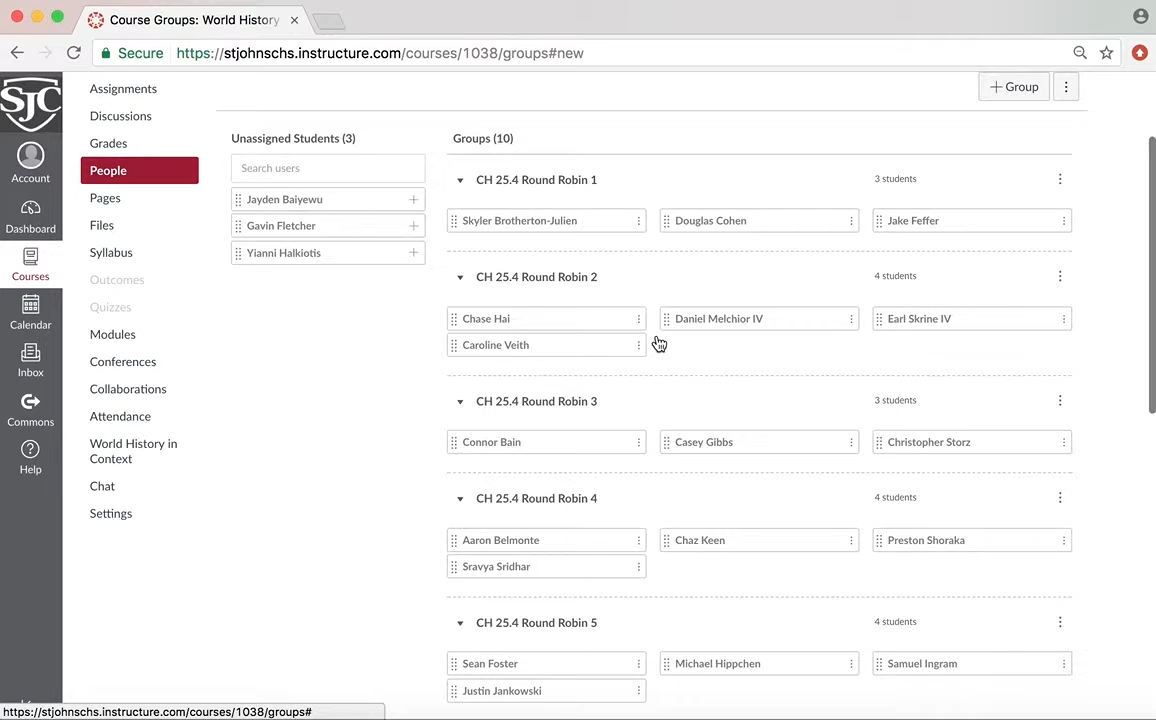 Course Groups: World History
Secure https://stjohnschs.instructure.com/courses/1038/groups#new
SJC
Account
Dashboard
Courses
Calendar
Inbox
Commons
Help
Assignments
Discussions
Grades
People
Pages
Files
Syllabus
Outcomes
Quizzes
Modules
Conferences
Collaborations
Attendance
World History in
Context
Chat
Settings
+ Group
Unassigned Students (3)
Search users
Jayden Baiyewu
Gavin Fletcher
Yianni Halkiotis
Groups (10)
CH 25.4 Round Robin 1 3 students
Skyler Brotherton-Julien Douglas Cohen Jake Feffer
CH 25.4 Round Robin 2 4 students
Chase Hai Daniel Melchior IV Earl Skrine IV
Caroline Veith
CH 25.4 Round Robin 3 3 students
Connor Bain Casey Gibbs Christopher Storz
CH 25.4 Round Robin 4 4 students
Aaron Belmonte Chaz Keen Preston Shoraka
Sravya Sridhar
CH 25.4 Round Robin 5 4 students
Sean Foster Michael Hippchen Samuel Ingram
Justin Jankowski
https://stjohnschs.instructure.com/courses/1038/groups#